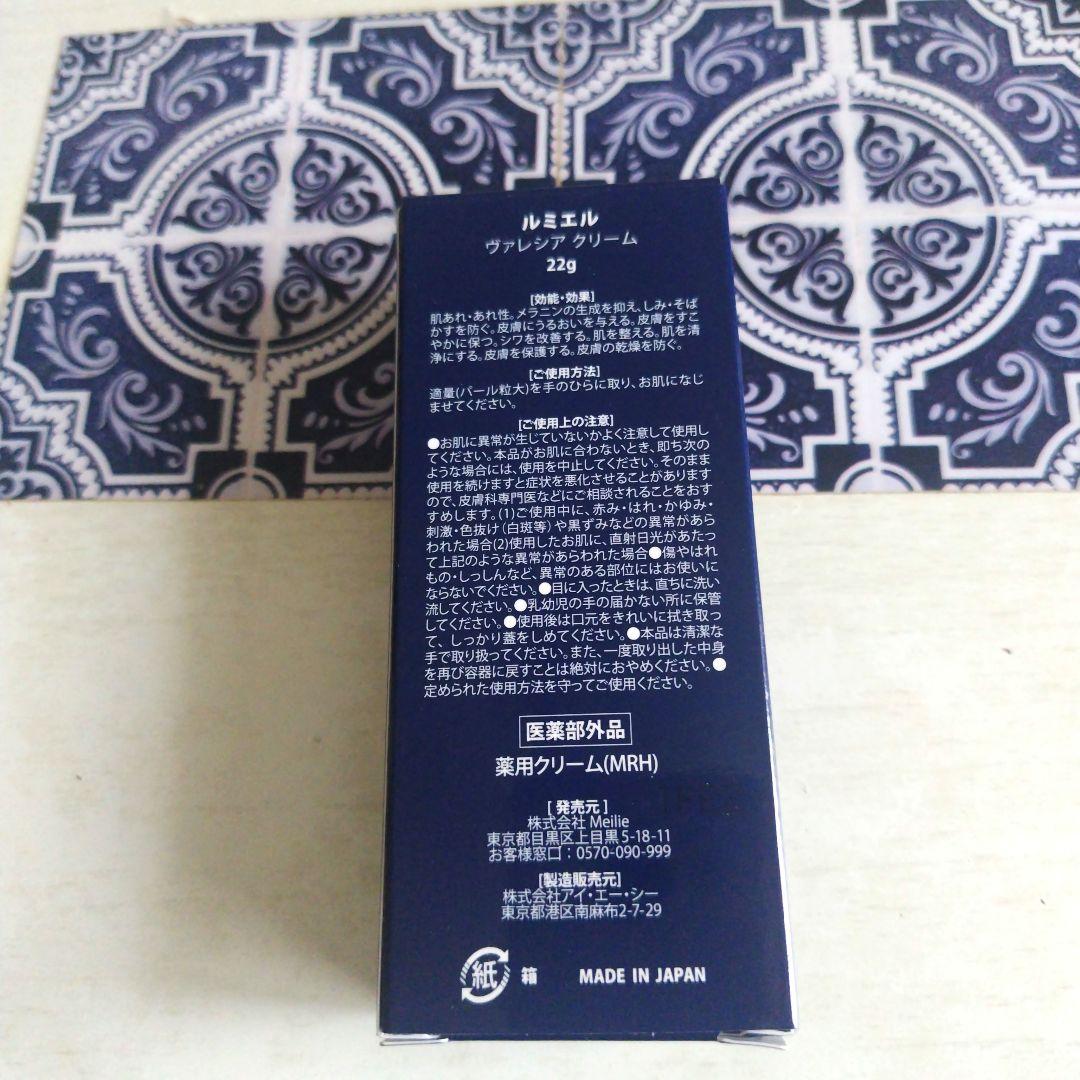 ルミエル
ヴァレシア クリーム
22g
[効能・効果]
肌あれ・あれ性。メラニンの生成を抑え、しみ・そば
かすを防ぐ。皮膚にうるおいを与える。皮膚をすこ
やかに保つ。シワを改善する。肌を整える。肌を清
浄にする。皮膚を保護する。皮膚の乾燥を防ぐ。
[ご使用方法]
適量(パール粒大)を手のひらに取り、お肌になじ
ませてください。
[ご使用上の注意]
●お肌に異常が生じていないかよく注意して使用し
てください。本品がお肌に合わないとき、即ち次の
ような場合には、使用を中止してください。そのまま
使用を続けますと症状を悪化させることがあります
ので、皮膚科専門医などにご相談されることをおす
すめします。(1)ご使用中に、赤み・はれ・かゆみ・
刺激・色抜け(白斑等)や黒ずみなどの異常があら
われた場合(2)使用したお肌に、直射日光があたっ
て上記のような異常があらわれた場合●傷やはれ
もの・しっしんなど、異常のある部位にはお使いに
ならないでください。●目に入ったときは、直ちに洗い
流してください。●乳幼児の手の届かない所に保管
してください。●使用後は口元をきれいに拭き取っ
て、しっかり蓋をしめてください。●本品は清潔な
手で取り扱ってください。また、一度取り出した中身
を再び容器に戻すことは絶対におやめください。●
定められた使用方法を守ってご使用ください。
医薬部外品
薬用クリーム(MRH)
[ 発売元 ]
株式会社 Meilie
東京都目黒区上目黒5-18-11
お客様窓口：0570-090-999
[製造販売元]
株式会社アイ・エー・シー
東京都港区南麻布2-7-29
紙 箱 MADE IN JAPAN